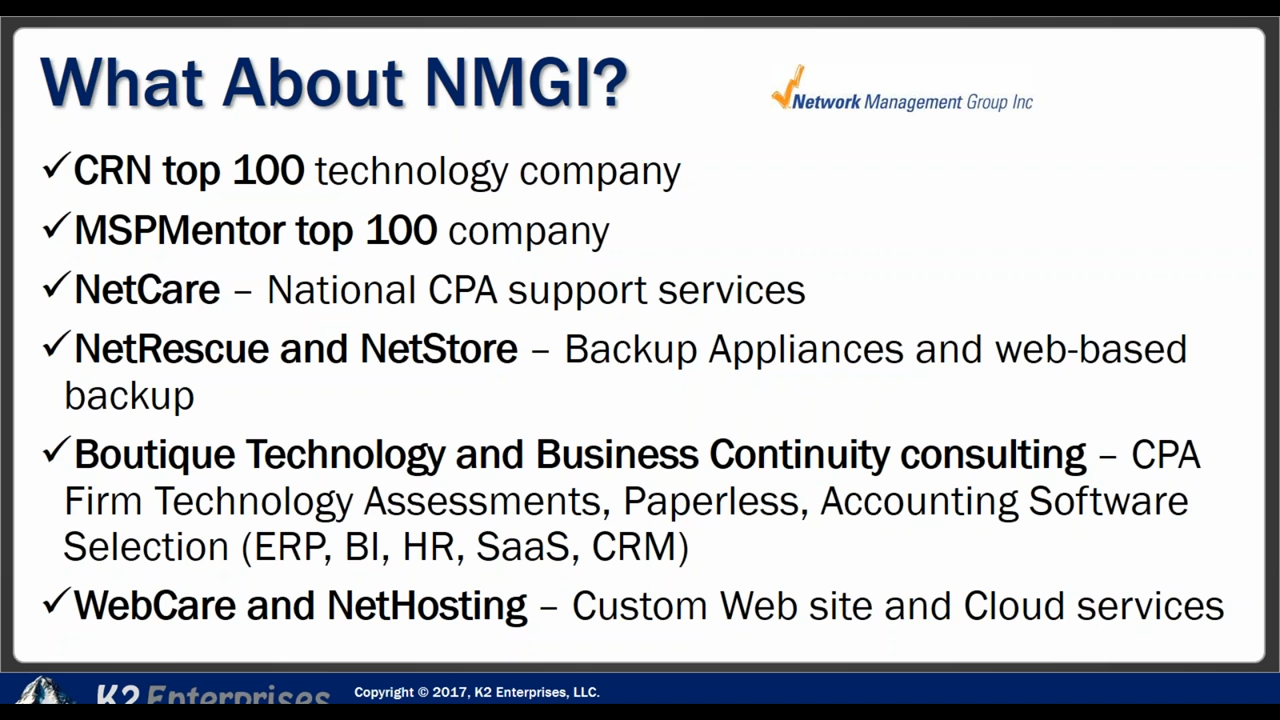 What About NMGI?
Network Management Group Inc
✓CRN top 100 technology company
✓MSPMentor top 100 company
✓NetCare – National CPA support services
✓NetRescue and NetStore – Backup Appliances and web-based
backup
✓Boutique Technology and Business Continuity consulting – CPA
Firm Technology Assessments, Paperless, Accounting Software
Selection (ERP, BI, HR, SaaS, CRM)
✓WebCare and NetHosting – Custom Web site and Cloud services
K2 Enterprises
Copyright © 2017, K2 Enterprises, LLC.